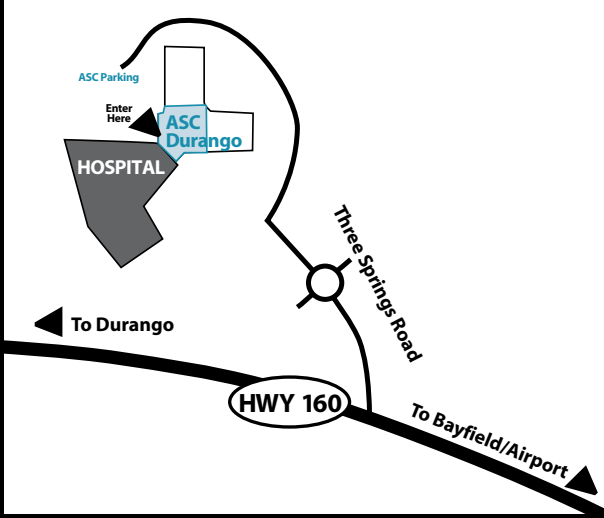 ASC Parking
Enter
Here
ASC
Durango
HOSPITAL
Three Springs Road
To Durango
HWY 160
To Bayfield/Airport